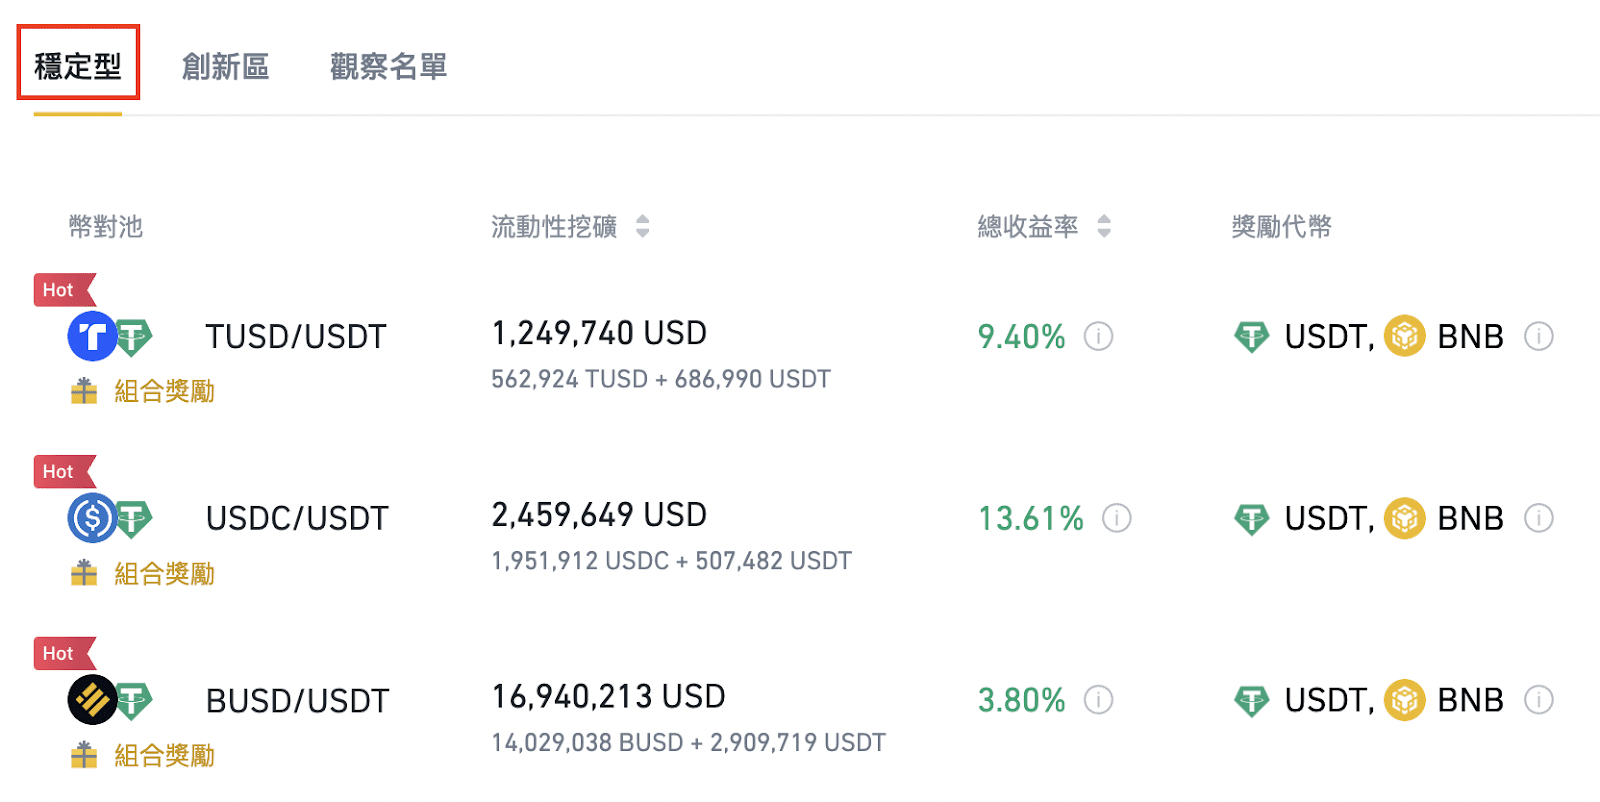 穩定型 創新區 觀察名單
幣對池 流動性挖礦 總收益率 獎勵代幣
Hot
TUSD/USDT 1,249,740 USD 9.40% USDT, BNB
562,924 TUSD + 686,990 USDT
組合獎勵
Hot
USDC/USDT 2,459,649 USD 13.61% USDT, BNB
1,951,912 USDC + 507,482 USDT
組合獎勵
Hot
BUSD/USDT 16,940,213 USD 3.80% USDT, BNB
14,029,038 BUSD + 2,909,719 USDT
組合獎勵